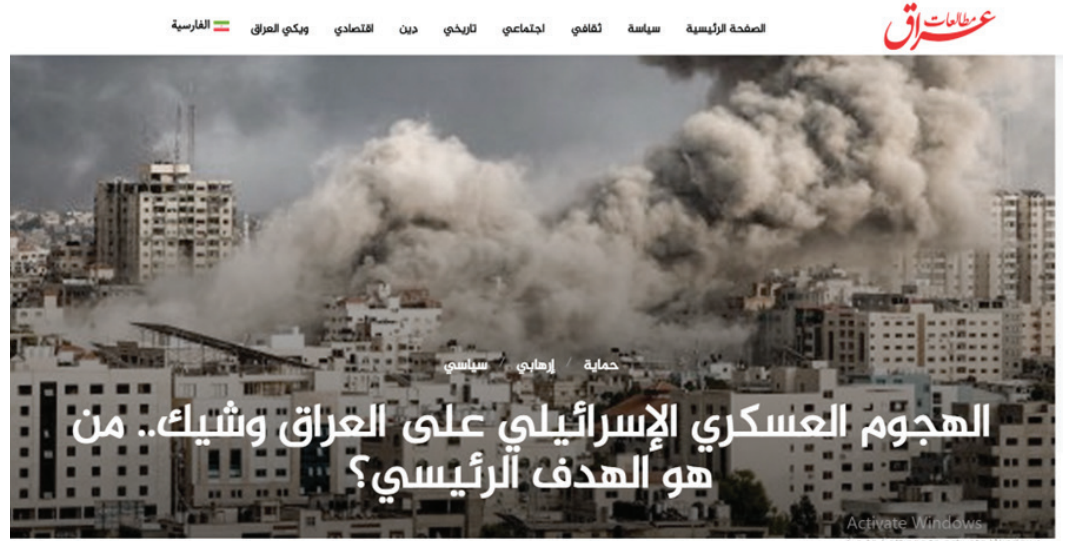 مطالعات عراق
الصفحة الرئيسية سياسة ثقافي اجتماعي تاريخي دين اقتصادي ويكي العراق الفارسية
حماية / إرهابي / سياسي
الهجوم العسكري الإسرائيلي على العراق وشيك.. من
هو الهدف الرئيسي؟
Activate Windows